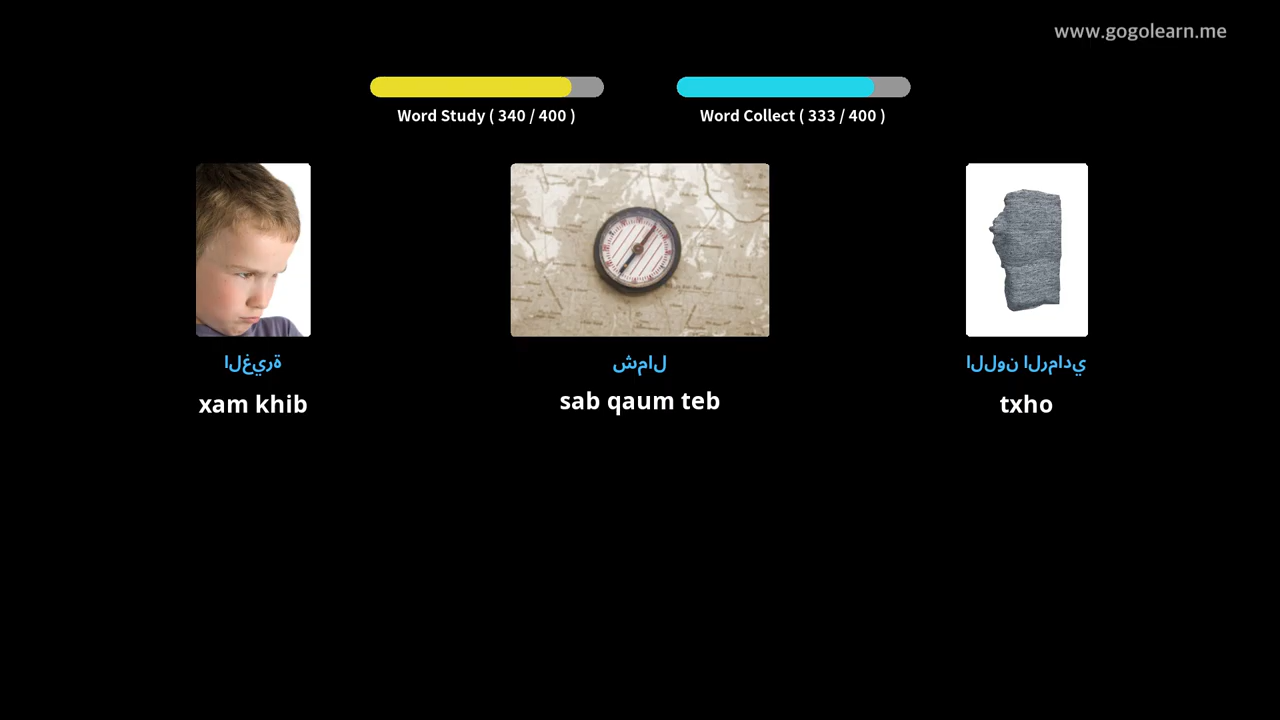 www.gogolearn.me
Word Study ( 340 / 400 )
Word Collect ( 333 / 400 )
الغيرة
شمال
اللون الرمادي
xam khib
sab qaum teb
txho